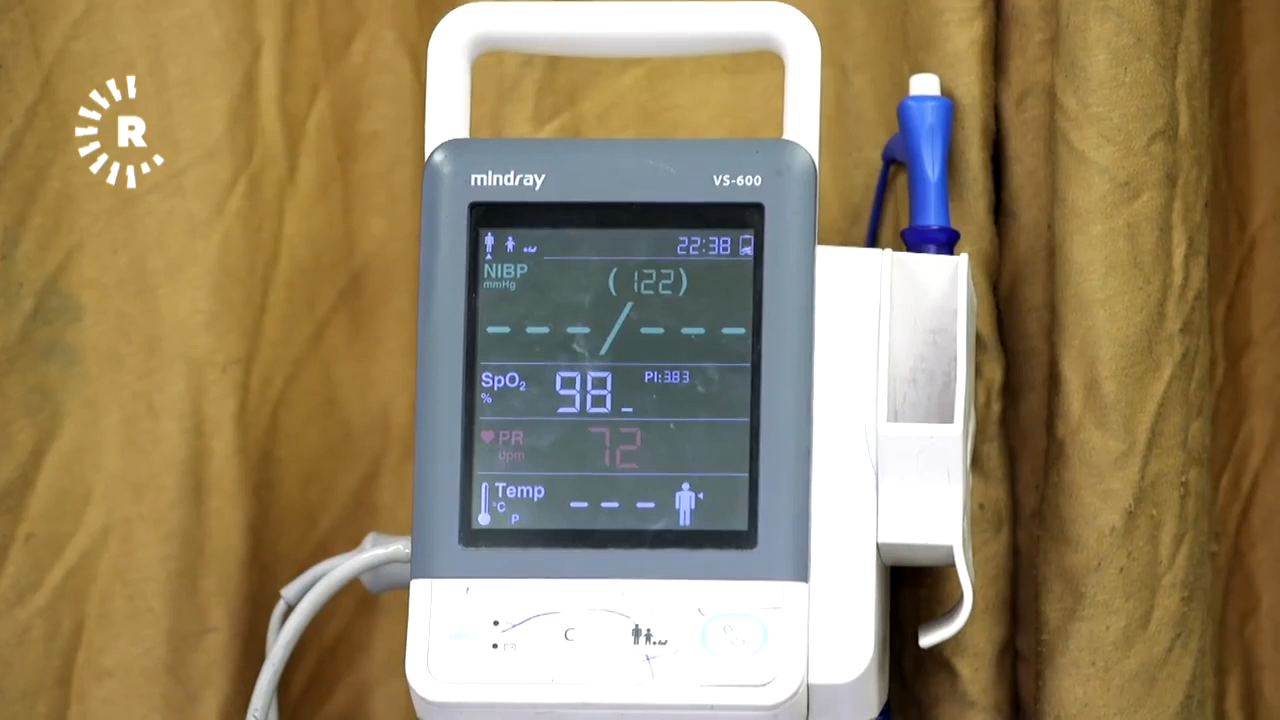 R
mindray VS-600
22:38
NIBP (122)
mmHg
---/---
SpO2 98 PI:3.83
%
PR 72
bpm
Temp ---
°C
P
C